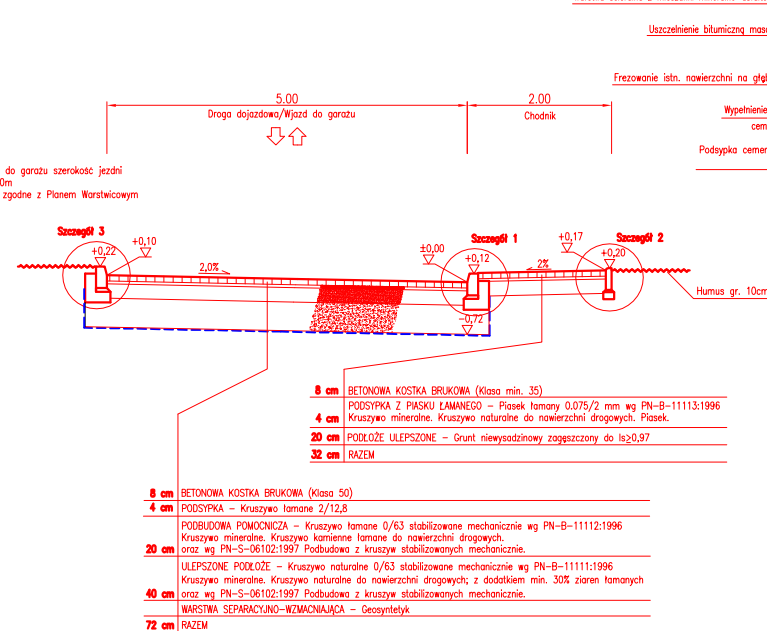 Uszczelnienie bitumiczną
Frezowanie istn. nawierzchni na
5.00
2.00
Wypełnienie
Droga dojazdowa/Wjazd do garażu
Chodnik
Podsypka
do garażu szerokość jezdni
zgodne z Planem Warstwicowym
Szczegół 3
Szczegół 1
Szczegół 2
+0,22
+0,10
±0,00
+0,12
+0,17
+0,20
2,0%
2%
-0,72
Humus gr. 10cm
8 cm BETONOWA KOSTKA BRUKOWA (Klasa min. 35)
PODSYPKA Z PIASKU ŁAMANEGO – Piasek łamany 0.075/2 mm wg PN-B-11113:1996
4 cm Kruszywo mineralne. Kruszywo naturalne do nawierzchni drogowych. Piasek.
20 cm PODŁOŻE ULEPSZONE – Grunt niewysadzinowy zagęszczony do Is≥0,97
32 cm RAZEM
8 cm BETONOWA KOSTKA BRUKOWA (Klasa 50)
4 cm PODSYPKA – Kruszywo łamane 2/12,8
PODBUDOWA POMOCNICZA – Kruszywo łamane 0/63 stabilizowane mechanicznie wg PN-B-11112:1996
Kruszywo mineralne. Kruszywo kamienne łamane do nawierzchni drogowych.
20 cm oraz wg PN-S-06102:1997 Podbudowa z kruszyw stabilizowanych mechanicznie.
ULEPSZONE PODŁOŻE – Kruszywo naturalne 0/63 stabilizowane mechanicznie wg PN-B-11111:1996
Kruszywo mineralne. Kruszywo naturalne do nawierzchni drogowych; z dodatkiem min. 30% ziaren łamanych
40 cm oraz wg PN-S-06102:1997 Podbudowa z kruszyw stabilizowanych mechanicznie.
WARSTWA SEPARACYJNO-WZMACNIAJĄCA – Geosyntetyk
72 cm RAZEM